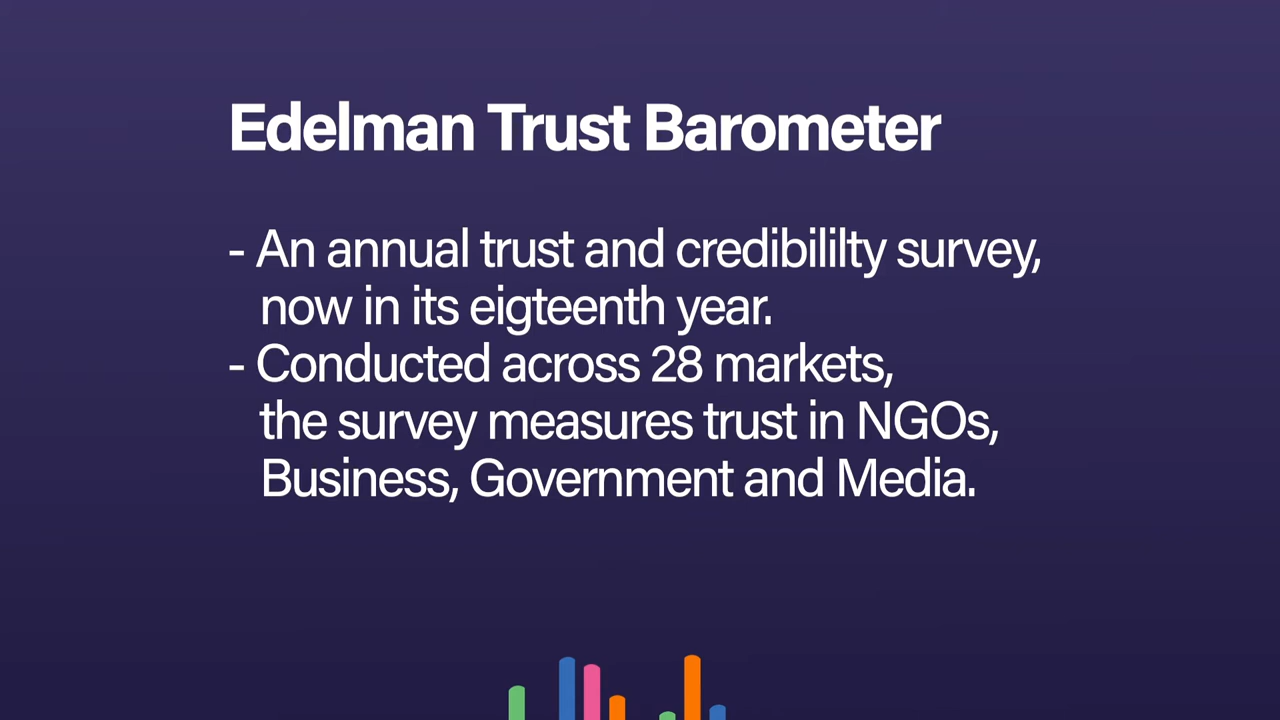 Edelman Trust Barometer
- An annual trust and credibililty survey,
now in its eigteenth year.
- Conducted across 28 markets,
the survey measures trust in NGOs,
Business, Government and Media.